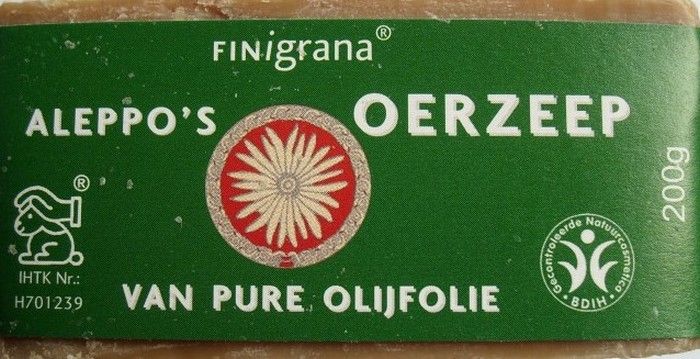 FINigrana®
ALEPPO'S OERZEEP
200g
®
IHTK Nr.:
H701239
VAN PURE OLIJFOLIE
Gecontroleerde Natuurcosmetica
· BDIH ·